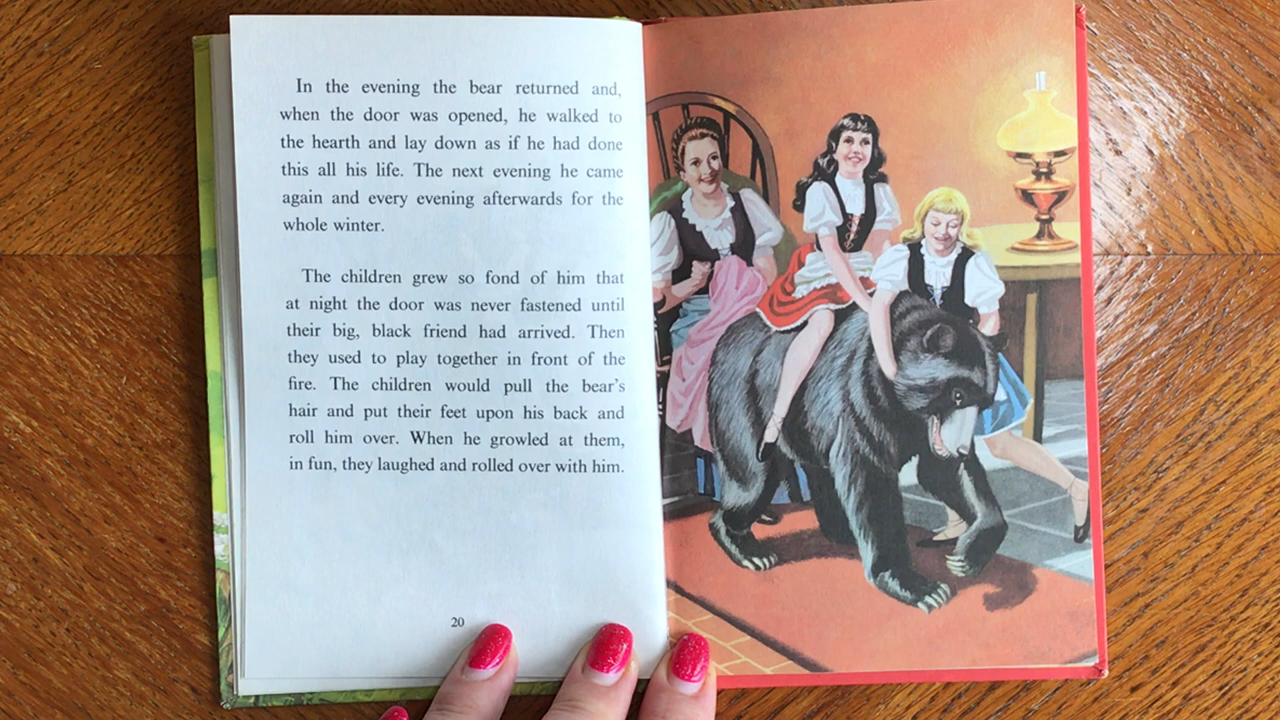 In the evening the bear returned and,
when the door was opened, he walked to
the hearth and lay down as if he had done
this all his life. The next evening he came
again and every evening afterwards for the
whole winter.
The children grew so fond of him that
at night the door was never fastened until
their big, black friend had arrived. Then
they used to play together in front of the
fire. The children would pull the bear's
hair and put their feet upon his back and
roll him over. When he growled at them,
in fun, they laughed and rolled over with him.
20